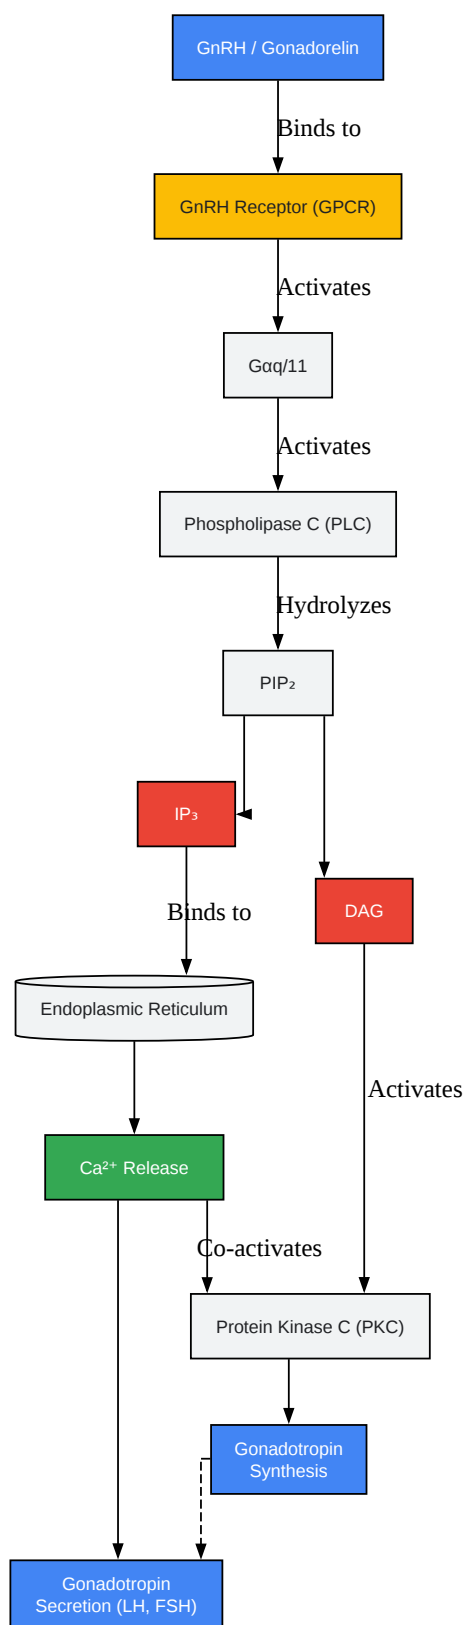 GnRH / Gonadorelin
Binds to
GnRH Receptor (GPCR)
Activates
Gαq/11
Activates
Phospholipase C (PLC)
Hydrolyzes
PIP₂
IP₃
DAG
Binds to
Endoplasmic Reticulum
Activates
Ca²⁺ Release
Co-activates
Protein Kinase C (PKC)
Gonadotropin
Synthesis
Gonadotropin
Secretion (LH, FSH)